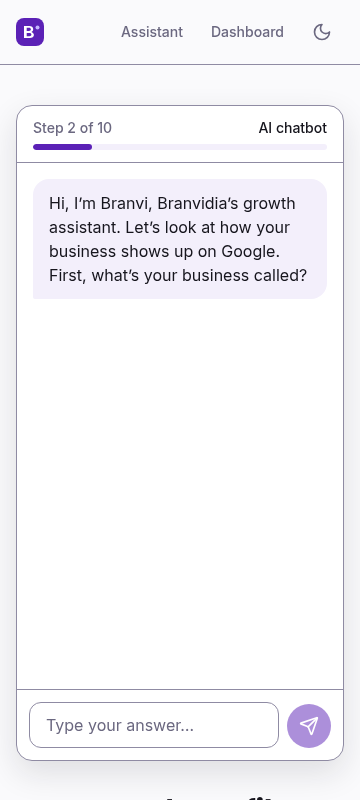 B
Assistant
Dashboard
Step 2 of 10
AI chatbot
Hi, I’m Branvi, Branvidia’s growth
assistant. Let’s look at how your
business shows up on Google.
First, what’s your business called?
Type your answer...